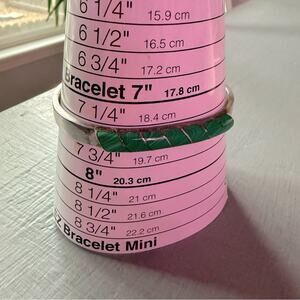 6 1/4" 15.9 cm
6 1/2" 16.5 cm
6 3/4" 17.2 cm
Bracelet 7" 17.8 cm
7 1/4" 18.4 cm
7 3/4" 19.7 cm
8" 20.3 cm
8 1/4" 21 cm
8 1/2" 21.6 cm
8 3/4" 22.2 cm
Bracelet Mini